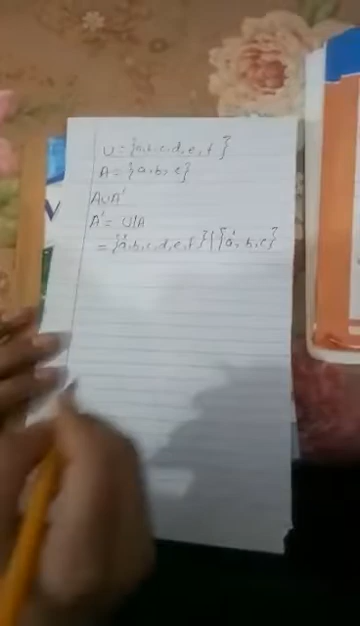 U = {a, b, c, d, e, f}
A = {a, b, c}
A∪A'
A' = U\A
= {a, b, c, d, e, f} \ {a, b, c}